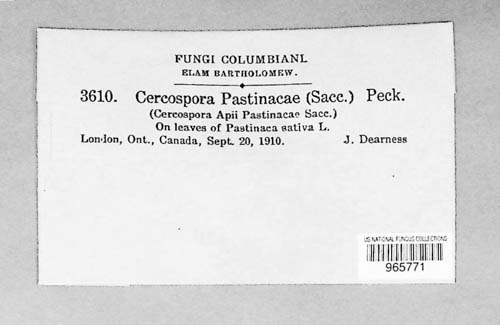 FUNGI COLUMBIANI.
ELAM BARTHOLOMEW.
3610. Cercospora Pastinacae (Sacc.) Peck.
(Cercospora Apii Pastinacae Sacc.)
On leaves of Pastinaca sativa L.
London, Ont., Canada, Sept. 20, 1910. J. Dearness
US NATIONAL FUNGUS COLLECTIONS
965771